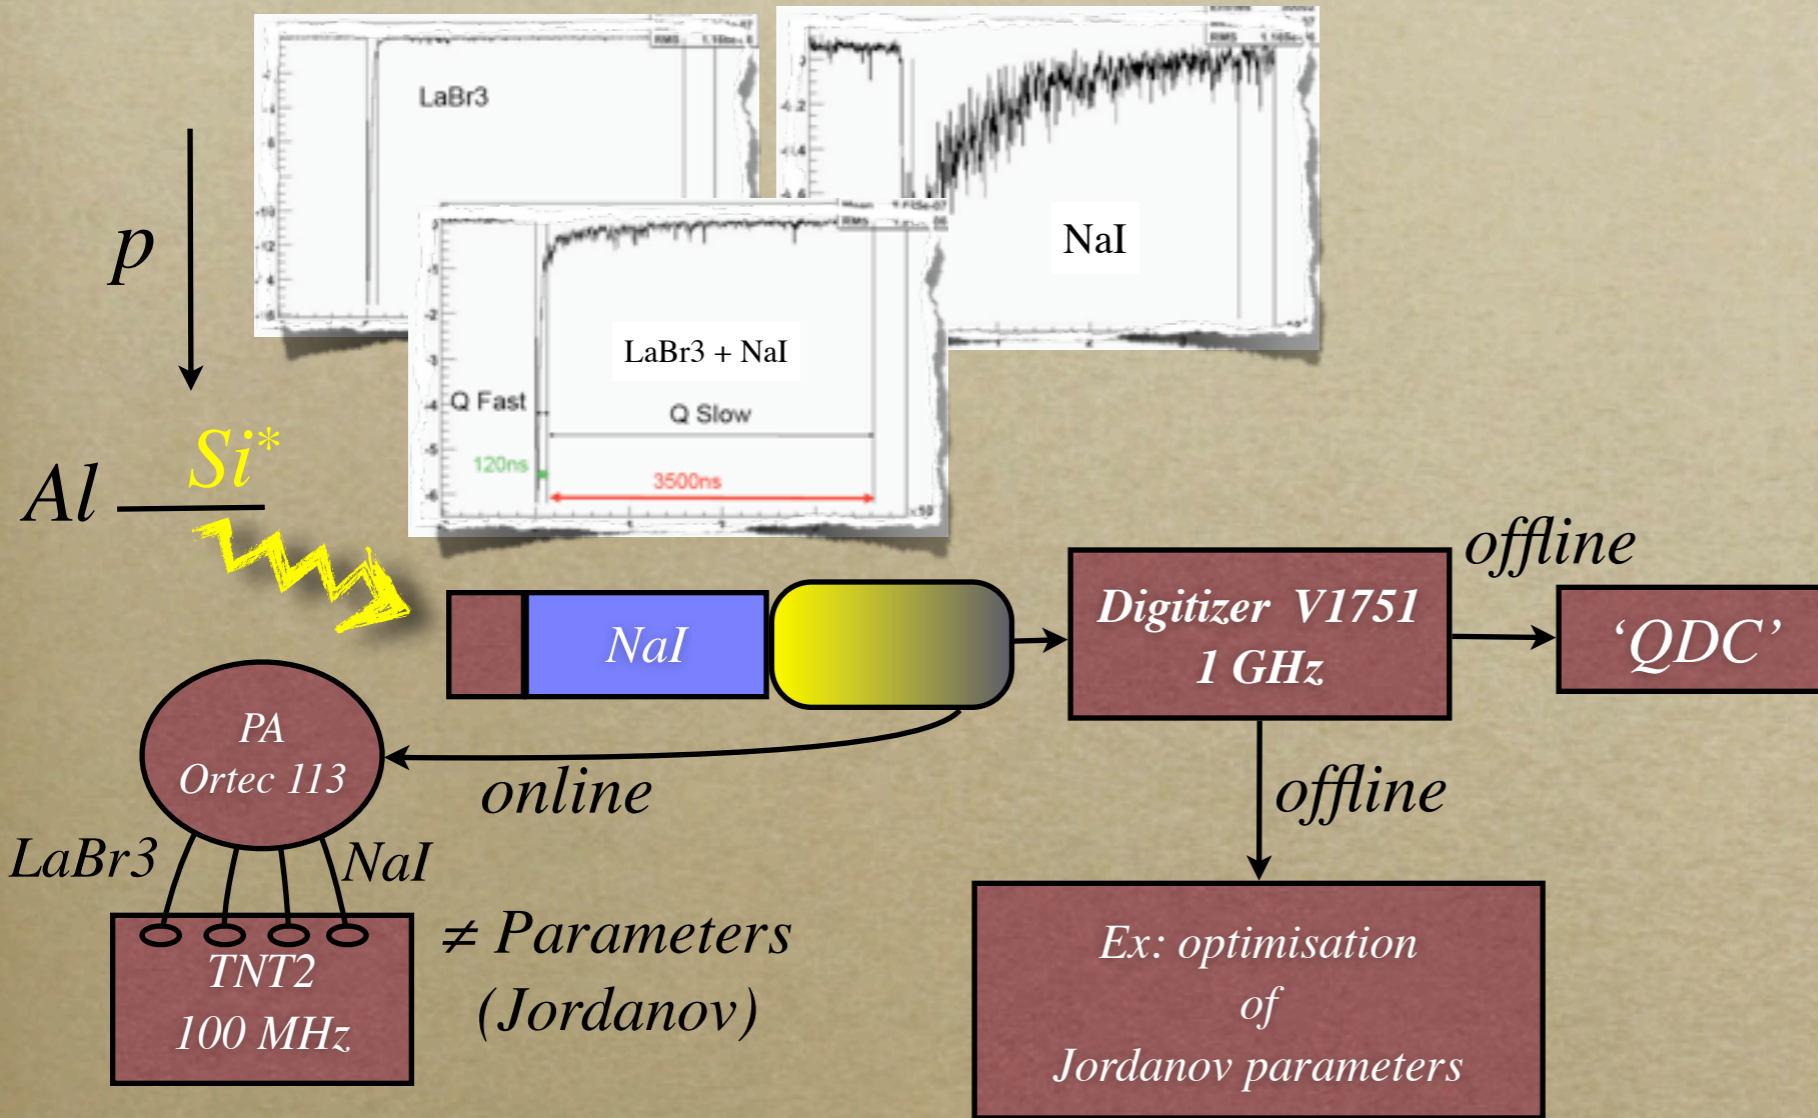 LaBr3
NaI
LaBr3 + NaI
Q Fast
Q Slow
120ns
3500ns
p
Si*
Al
NaI
Digitizer V1751
1 GHz
offline
‘QDC’
PA
Ortec 113
online
offline
LaBr3
NaI
TNT2
100 MHz
≠ Parameters
(Jordanov)
Ex: optimisation
of
Jordanov parameters